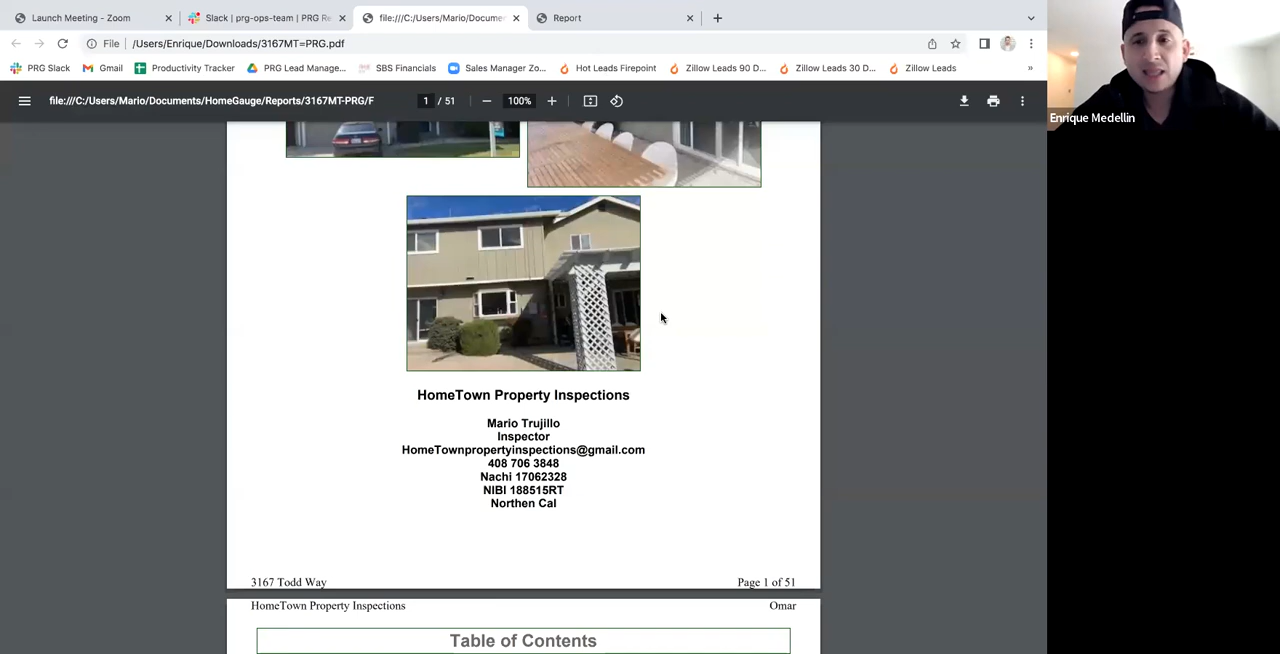 Launch Meeting - Zoom
Slack | prg-ops-team | PRG Re
file:///C:/Users/Mario/Documen
Report
File
/Users/Enrique/Downloads/3167MT=PRG.pdf
PRG Slack
Gmail
Productivity Tracker
PRG Lead Manage...
SBS Financials
Sales Manager Zo...
Hot Leads Firepoint
Zillow Leads 90 D...
Zillow Leads 30 D...
Zillow Leads
»
file:///C:/Users/Mario/Documents/HomeGauge/Reports/3167MT-PRG/F
1 / 51
100%
Enrique Medellin
HomeTown Property Inspections
Mario Trujillo
Inspector
HomeTownpropertyinspections@gmail.com
408 706 3848
Nachi 17062328
NIBI 188515RT
Northen Cal
3167 Todd Way
Page 1 of 51
HomeTown Property Inspections
Omar
Table of Contents